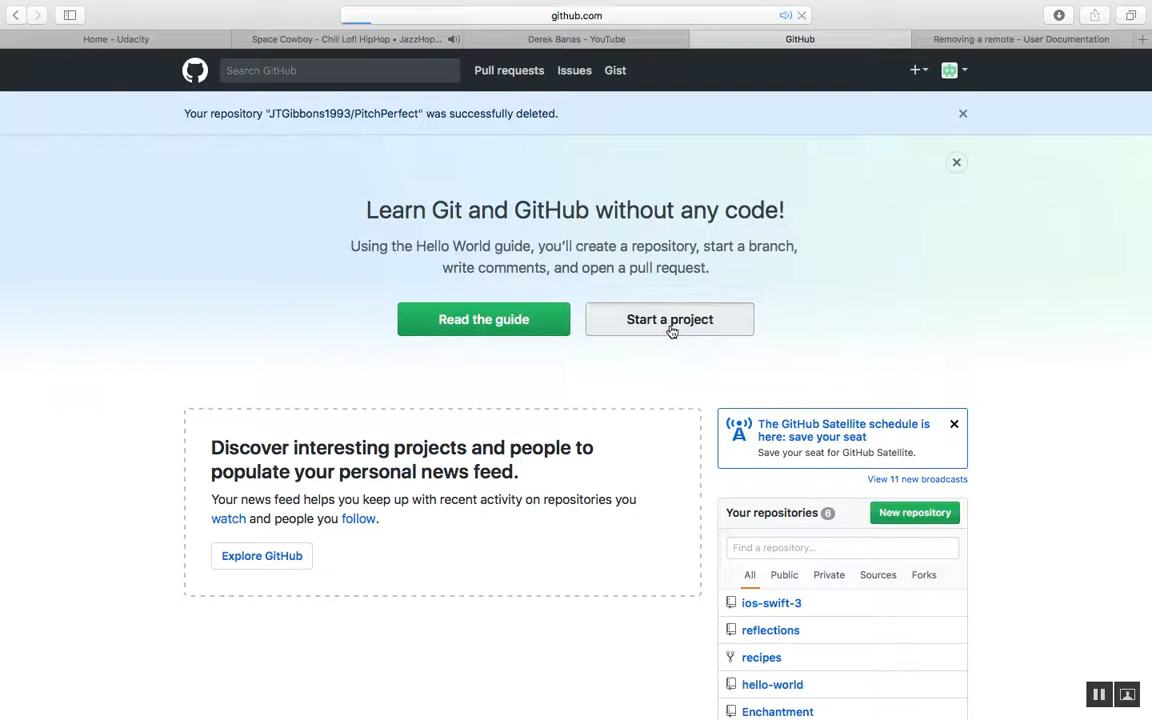 github.com
Home - Udacity
Space Cowboy - Chill Lofi HipHop • JazzHop...
Derek Banas - YouTube
GitHub
Removing a remote - User Documentation
Search GitHub
Pull requests
Issues
Gist
Your repository "JTGibbons1993/PitchPerfect" was successfully deleted.
Learn Git and GitHub without any code!
Using the Hello World guide, you'll create a repository, start a branch,
write comments, and open a pull request.
Read the guide
Start a project
Discover interesting projects and people to
populate your personal news feed.
Your news feed helps you keep up with recent activity on repositories you
watch and people you follow.
Explore GitHub
The GitHub Satellite schedule is
here: save your seat
Save your seat for GitHub Satellite.
View 11 new broadcasts
Your repositories 6
New repository
Find a repository...
All
Public
Private
Sources
Forks
ios-swift-3
reflections
recipes
hello-world
Enchantment